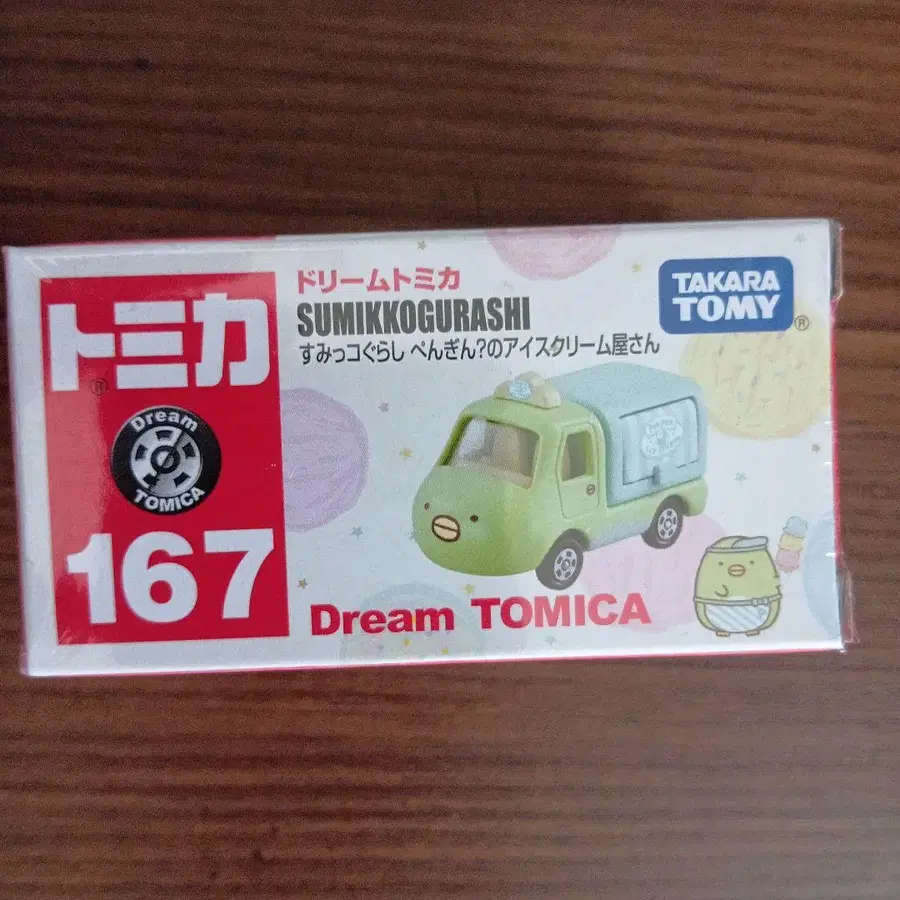 トミカ
®
Dream
TOMICA
167
ドリームトミカ
SUMIKKOGURASHI
すみっコぐらし ぺんぎん?のアイスクリーム屋さん
TAKARA
TOMY
®
Dream TOMICA